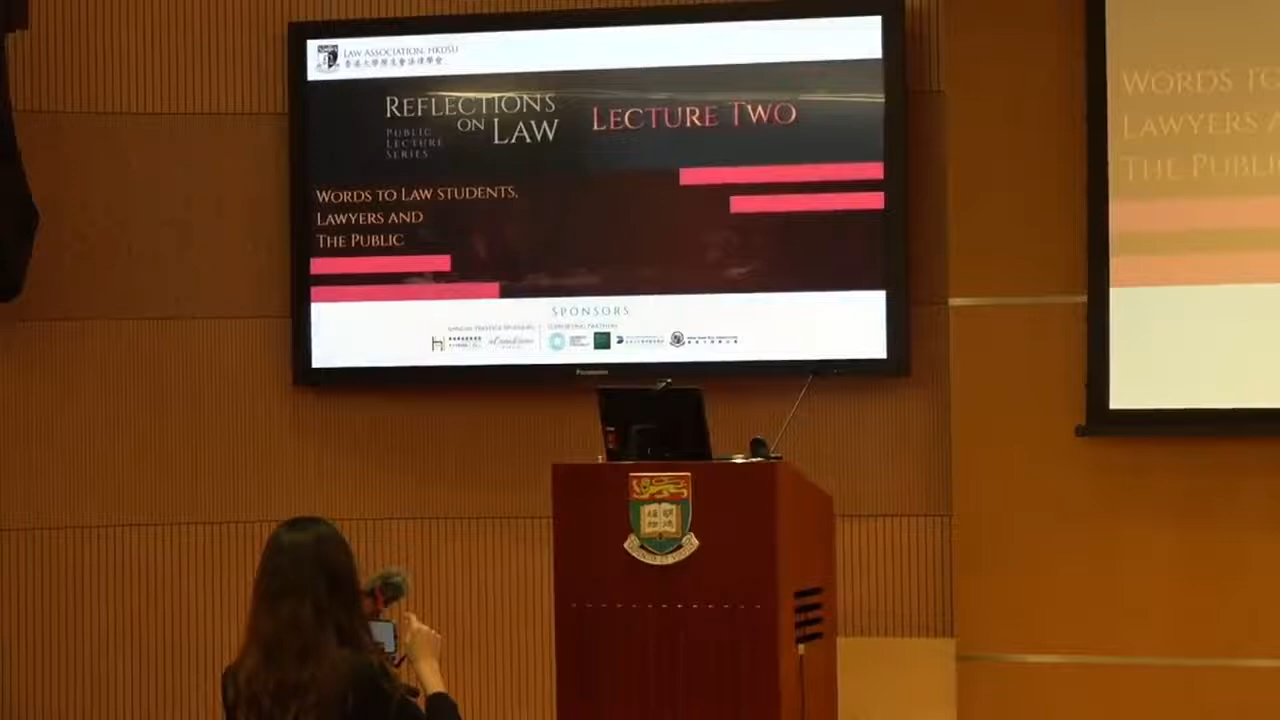 LAW ASSOCIATION, HKUSU
香港大學學生會法律學會
REFLECTIONS
ON LAW
PUBLIC
LECTURE
SERIES
LECTURE TWO
WORDS TO LAW STUDENTS,
LAWYERS AND
THE PUBLIC
SPONSORS
Panasonic
WORDS TO
LAWYERS A
THE PUBLI